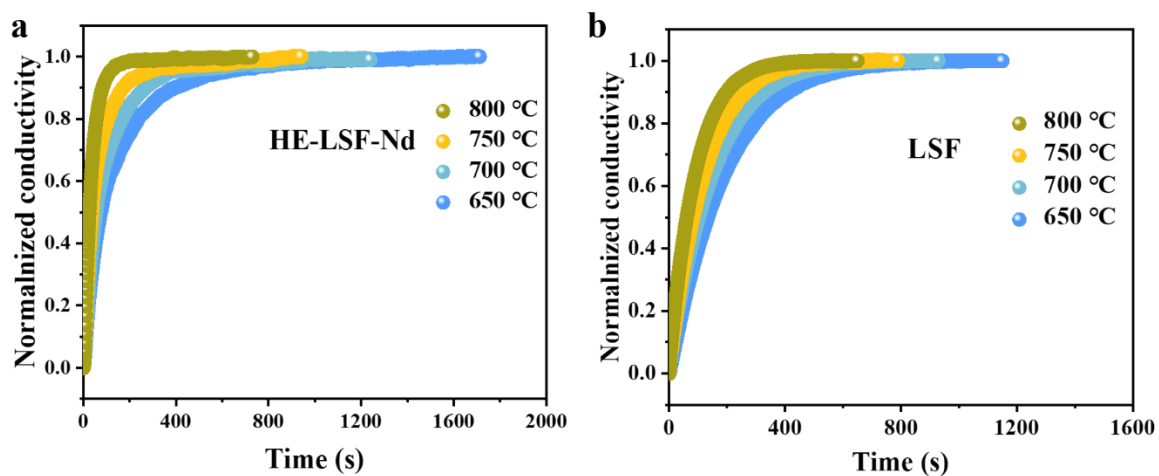 a
Normalnized conductivity
1.0
0.8
0.6
0.4
0.2
0.0
800 °C
750 °C
700 °C
650 °C
HE-LSF-Nd
0 400 800 1200 1600 2000
Time (s)
b
Normalnized conductivity
1.0
0.8
0.6
0.4
0.2
0.0
800 °C
750 °C
700 °C
650 °C
LSF
0 400 800 1200 1600
Time (s)